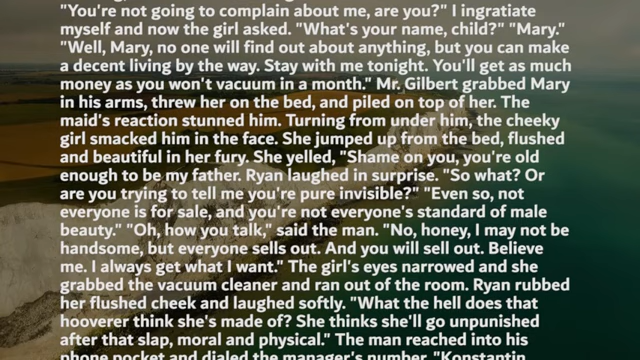 "You're not going to complain about me, are you?" I ingratiate
myself and now the girl asked. "What's your name, child?" "Mary."
"Well, Mary, no one will find out about anything, but you can make
a decent living by the way. Stay with me tonight. You'll get as much
money as you won't vacuum in a month." Mr. Gilbert grabbed Mary
in his arms, threw her on the bed, and piled on top of her. The
maid's reaction stunned him. Turning from under him, the cheeky
girl smacked him in the face. She jumped up from the bed, flushed
and beautiful in her fury. She yelled, "Shame on you, you're old
enough to be my father. Ryan laughed in surprise. "So what? Or
are you trying to tell me you're pure invisible?" "Even so, not
everyone is for sale, and you're not everyone's standard of male
beauty." "Oh, how you talk," said the man. "No, honey, I may not be
handsome, but everyone sells out. And you will sell out. Believe
me. I always get what I want." The girl's eyes narrowed and she
grabbed the vacuum cleaner and ran out of the room. Ryan rubbed
her flushed cheek and laughed softly. "What the hell does that
hooverer think she's made of? She thinks she'll go unpunished
after that slap, moral and physical." The man reached into his
phone pocket and dialed the manager's number. "Konstantin